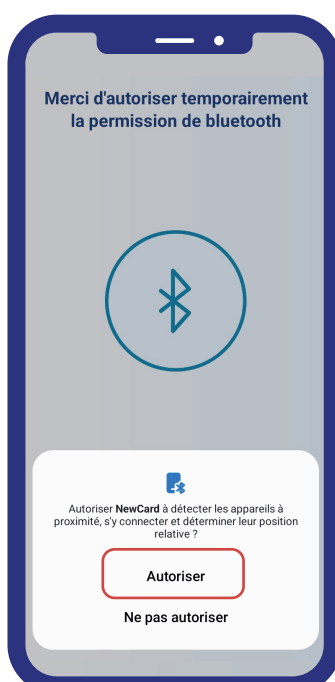 Merci d'autoriser temporairement
la permission de bluetooth
Autoriser NewCard à détecter les appareils à
proximité, s'y connecter et déterminer leur position
relative ?
Autoriser
Ne pas autoriser